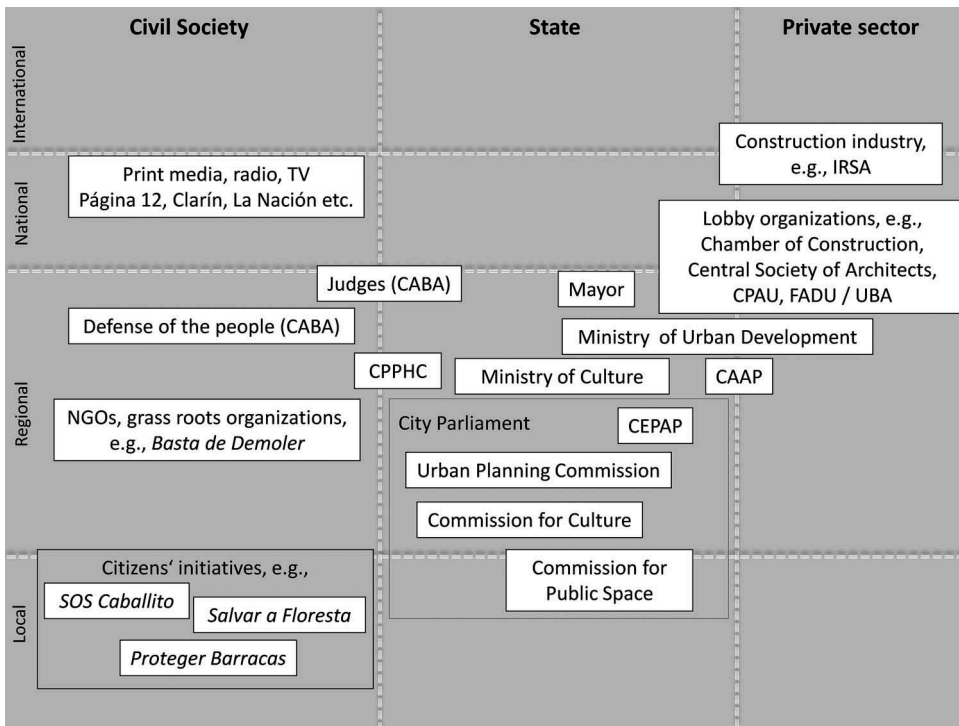 Civil Society
State
Private sector
International
Construction industry,
e.g., IRSA
National
Print media, radio, TV
Página 12, Clarín, La Nación etc.
Lobby organizations, e.g.,
Chamber of Construction,
Central Society of Architects,
CPAU, FADU / UBA
Regional
Judges (CABA)
Mayor
Defense of the people (CABA)
Ministry of Urban Development
CPPHC
Ministry of Culture
CAAP
NGOs, grass roots organizations,
e.g., Basta de Demoler
City Parliament
CEPAP
Urban Planning Commission
Commission for Culture
Local
Citizens‘ initiatives, e.g.,
SOS Caballito
Salvar a Floresta
Proteger Barracas
Commission for
Public Space